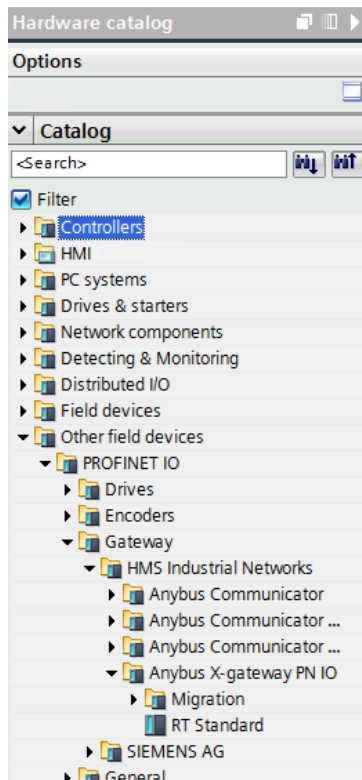 Hardware catalog
Options
Catalog
<Search>
Filter
Controllers
HMI
PC systems
Drives & starters
Network components
Detecting & Monitoring
Distributed I/O
Field devices
Other field devices
PROFINET IO
Drives
Encoders
Gateway
HMS Industrial Networks
Anybus Communicator
Anybus Communicator ...
Anybus Communicator ...
Anybus X-gateway PN IO
Migration
RT Standard
SIEMENS AG
General